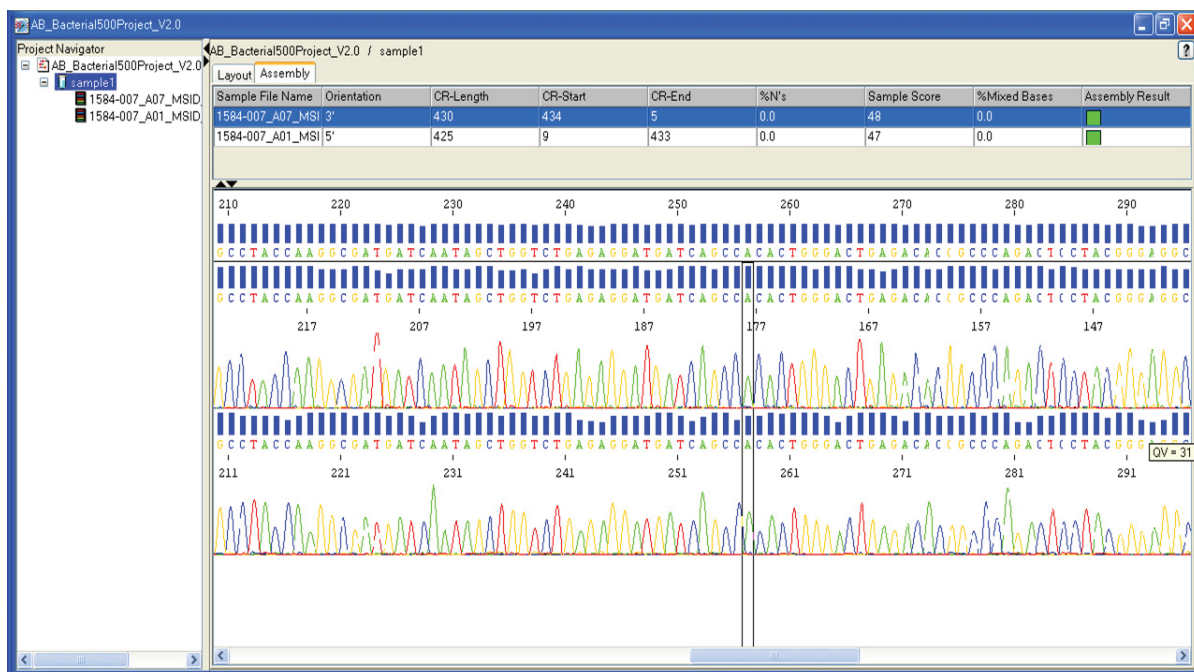 AB_Bacterial500Project_V2.0
Project Navigator
AB_Bacterial500Project_V2.0
sample1
1584-007_A07_MSID
1584-007_A01_MSID
AB_Bacterial500Project_V2.0 / sample1
?
Layout Assembly
Sample File Name Orientation CR-Length CR-Start CR-End %N's Sample Score %Mixed Bases Assembly Result
1584-007_A07_MSI 3' 430 434 5 0.0 48 0.0
1584-007_A01_MSI 5' 425 9 433 0.0 47 0.0
210 220 230 240 250 260 270 280 290
GCCTACCAAGGCGATGATCAATAGCTGGTCTGAGAGGATGATCAGCCACACTGGGACTGAGACACCGCCCAGACTCCTACGGGAGGC
GCCTACCAAGGCGATGATCAATAGCTGGTCTGAGAGGATGATCAGCCACACTGGGACTGAGACACCGCCCAGACTCCTACGGGAGGC
217 207 197 187 177 167 157 147
GCCTACCAAGGCGATGATCAATAGCTGGTCTGAGAGGATGATCAGCCACACTGGGACTGAGACACCGCCCAGACTCCTACGGGAGGC
QV = 31
211 221 231 241 251 261 271 281 291